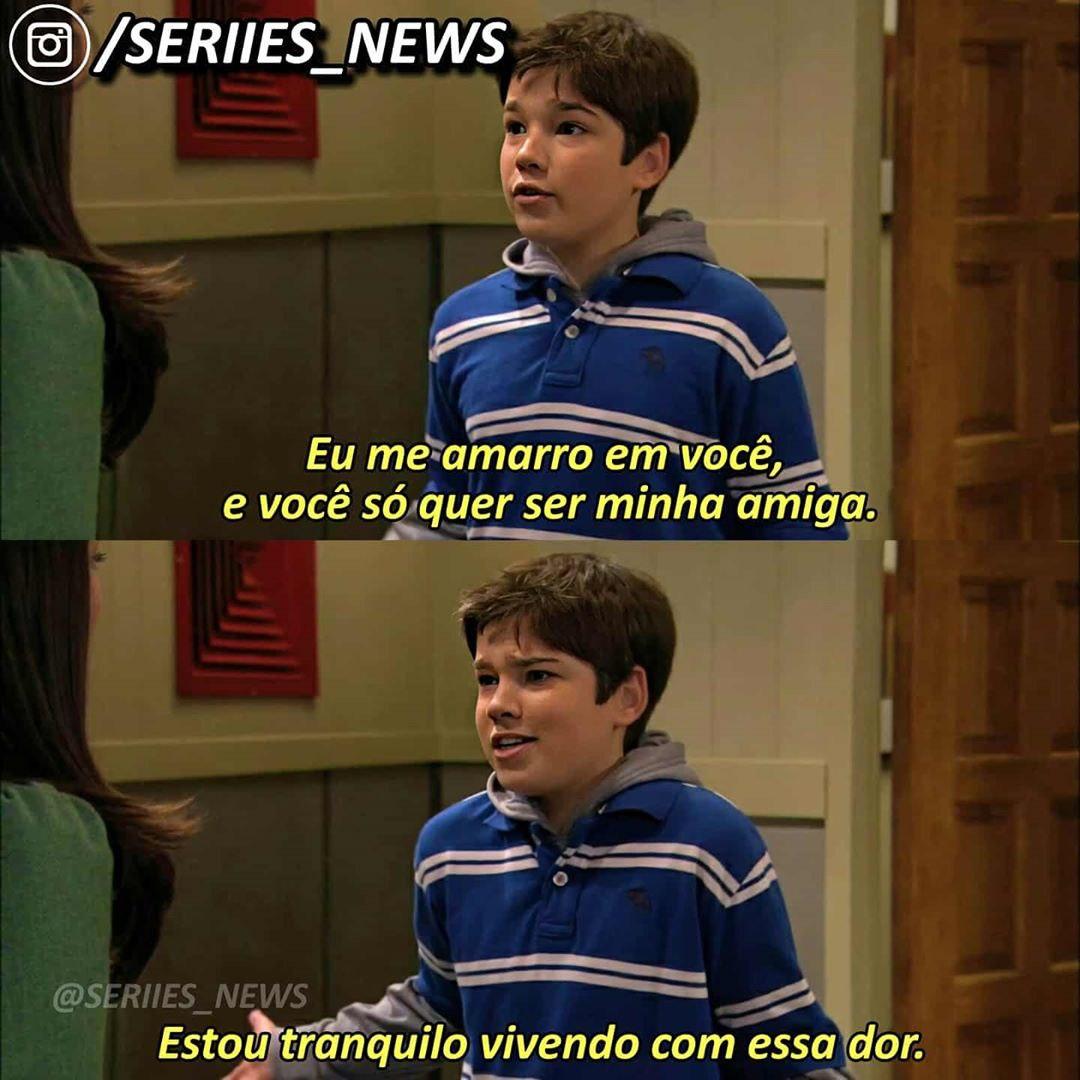 /SERIIES_NEWS
Eu me amarro em você,
e você só quer ser minha amiga.
@SERIIES_NEWS
Estou tranquilo vivendo com essa dor.